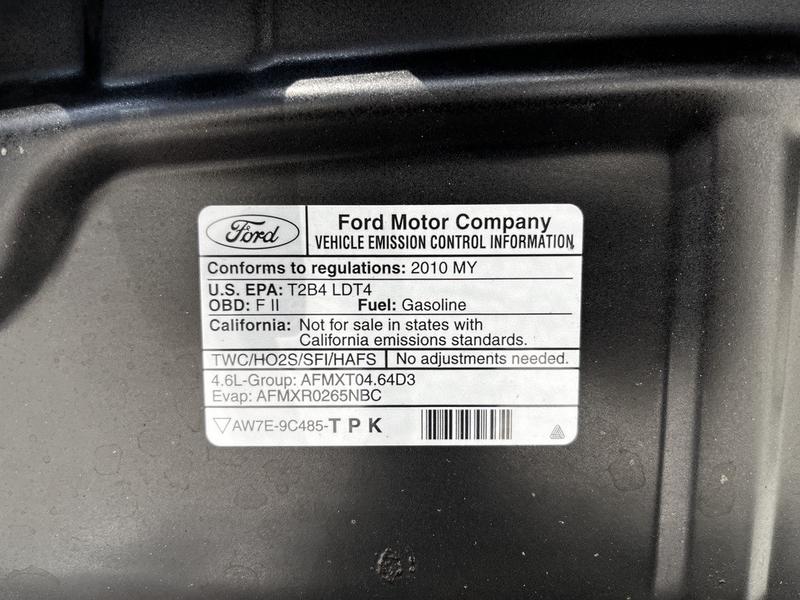 Ford
Ford Motor Company
VEHICLE EMISSION CONTROL INFORMATION
Conforms to regulations: 2010 MY
U.S. EPA: T2B4 LDT4
OBD: F II Fuel: Gasoline
California: Not for sale in states with
California emissions standards.
TWC/HO2S/SFI/HAFS No adjustments needed.
4.6L-Group: AFMXT04.64D3
Evap: AFMXR0265NBC
AW7E-9C485-TPK